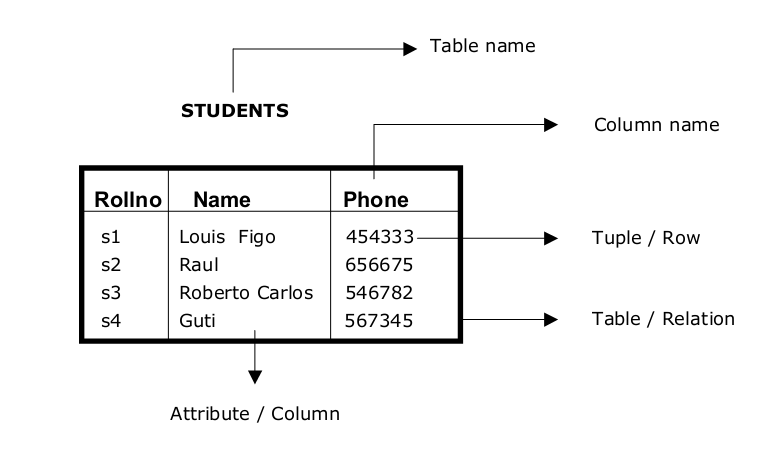 Table name
STUDENTS
Column name
Rollno Name Phone
s1 Louis Figo 454333 Tuple / Row
s2 Raul 656675
s3 Roberto Carlos 546782
s4 Guti 567345 Table / Relation
Attribute / Column